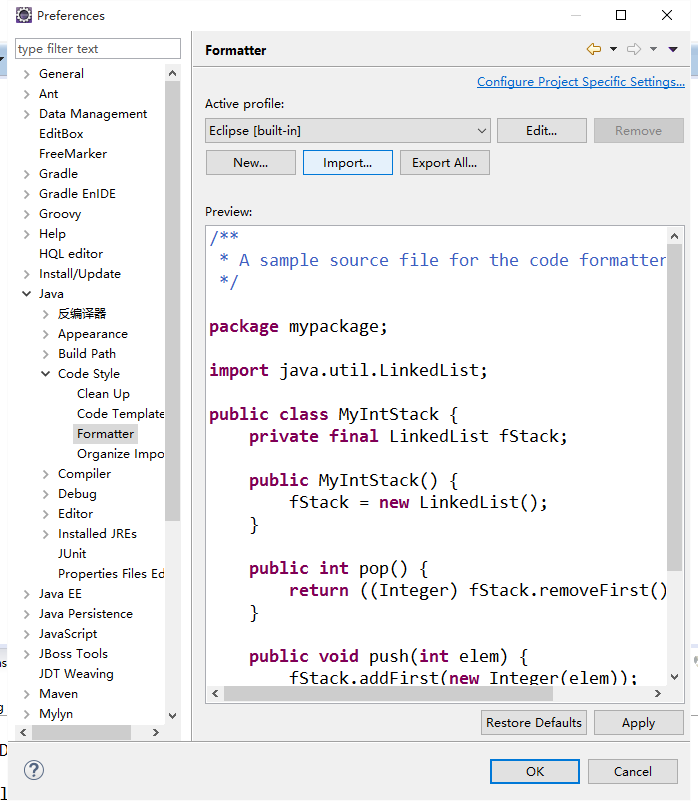 Preferences
type filter text
General
Ant
Data Management
EditBox
FreeMarker
Gradle
Gradle EnIDE
Groovy
Help
HQL editor
Install/Update
Java
反编译器
Appearance
Build Path
Code Style
Clean Up
Code Template
Formatter
Organize Impo
Compiler
Debug
Editor
Installed JREs
JUnit
Properties Files Ed
Java EE
Java Persistence
JavaScript
JBoss Tools
JDT Weaving
Maven
Mylyn
Formatter
Configure Project Specific Settings...
Active profile:
Eclipse [built-in]
Edit...
Remove
New...
Import...
Export All...
Preview:
/**
 * A sample source file for the code formatter
 */
package mypackage;
import java.util.LinkedList;
public class MyIntStack {
    private final LinkedList fStack;
    public MyIntStack() {
        fStack = new LinkedList();
    }
    public int pop() {
        return ((Integer) fStack.removeFirst()
    }
    public void push(int elem) {
        fStack.addFirst(new Integer(elem));
Restore Defaults
Apply
OK
Cancel